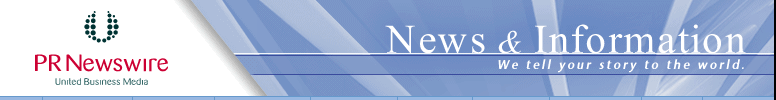 PR Newswire
United Business Media
News & Information
We tell your story to the world.